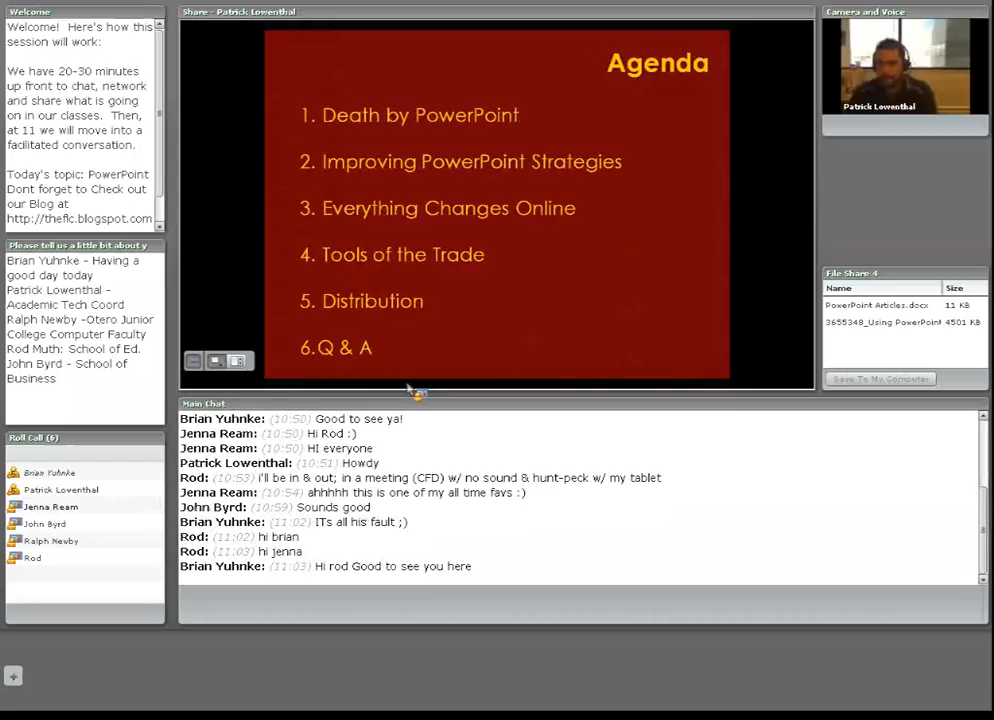 Welcome
Welcome!  Here's how this
session will work:
We have 20-30 minutes
up front to chat, network
and share what is going
on in our classes.  Then,
at 11 we will move into a
facilitated conversation.
Today's topic: PowerPoint
Dont forget to Check out
our Blog at
http://theflc.blogspot.com
Please tell us a little bit about y
Brian Yuhnke - Having a
good day today
Patrick Lowenthal -
Academic Tech Coord
Ralph Newby -Otero Junior
College Computer Faculty
Rod Muth: School of Ed.
John Byrd - School of
Business
Roll Call (6)
Brian Yuhnke
Patrick Lowenthal
Jenna Ream
John Byrd
Ralph Newby
Rod
Share - Patrick Lowenthal
Agenda
1. Death by PowerPoint
2. Improving PowerPoint Strategies
3. Everything Changes Online
4. Tools of the Trade
5. Distribution
6.Q & A
Main Chat
Brian Yuhnke: (10:50) Good to see ya!
Jenna Ream: (10:50) Hi Rod :)
Jenna Ream: (10:50) HI everyone
Patrick Lowenthal: (10:51) Howdy
Rod: (10:53) i'll be in & out; in a meeting (CFD) w/ no sound & hunt-peck w/ my tablet
Jenna Ream: (10:54) ahhhhh this is one of my all time favs :)
John Byrd: (10:59) Sounds good
Brian Yuhnke: (11:02) ITs all his fault ;)
Rod: (11:02) hi brian
Rod: (11:03) hi jenna
Brian Yuhnke: (11:03) Hi rod Good to see you here
Camera and Voice
Patrick Lowenthal
File Share 4
Name Size
PowerPoint Articles.docx 11 KB
3655348_Using PowerPoint 4501 KB
Save To My Computer